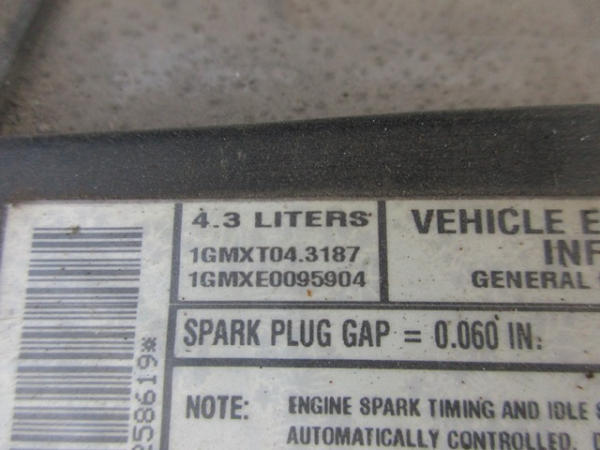 4.3 LITERS
1GMXT04.3187
1GMXE0095904
VEHICLE E
INF
GENERAL
SPARK PLUG GAP = 0.060 IN.
NOTE: ENGINE SPARK TIMING AND IDLE S
AUTOMATICALLY CONTROLLED. D
258619*